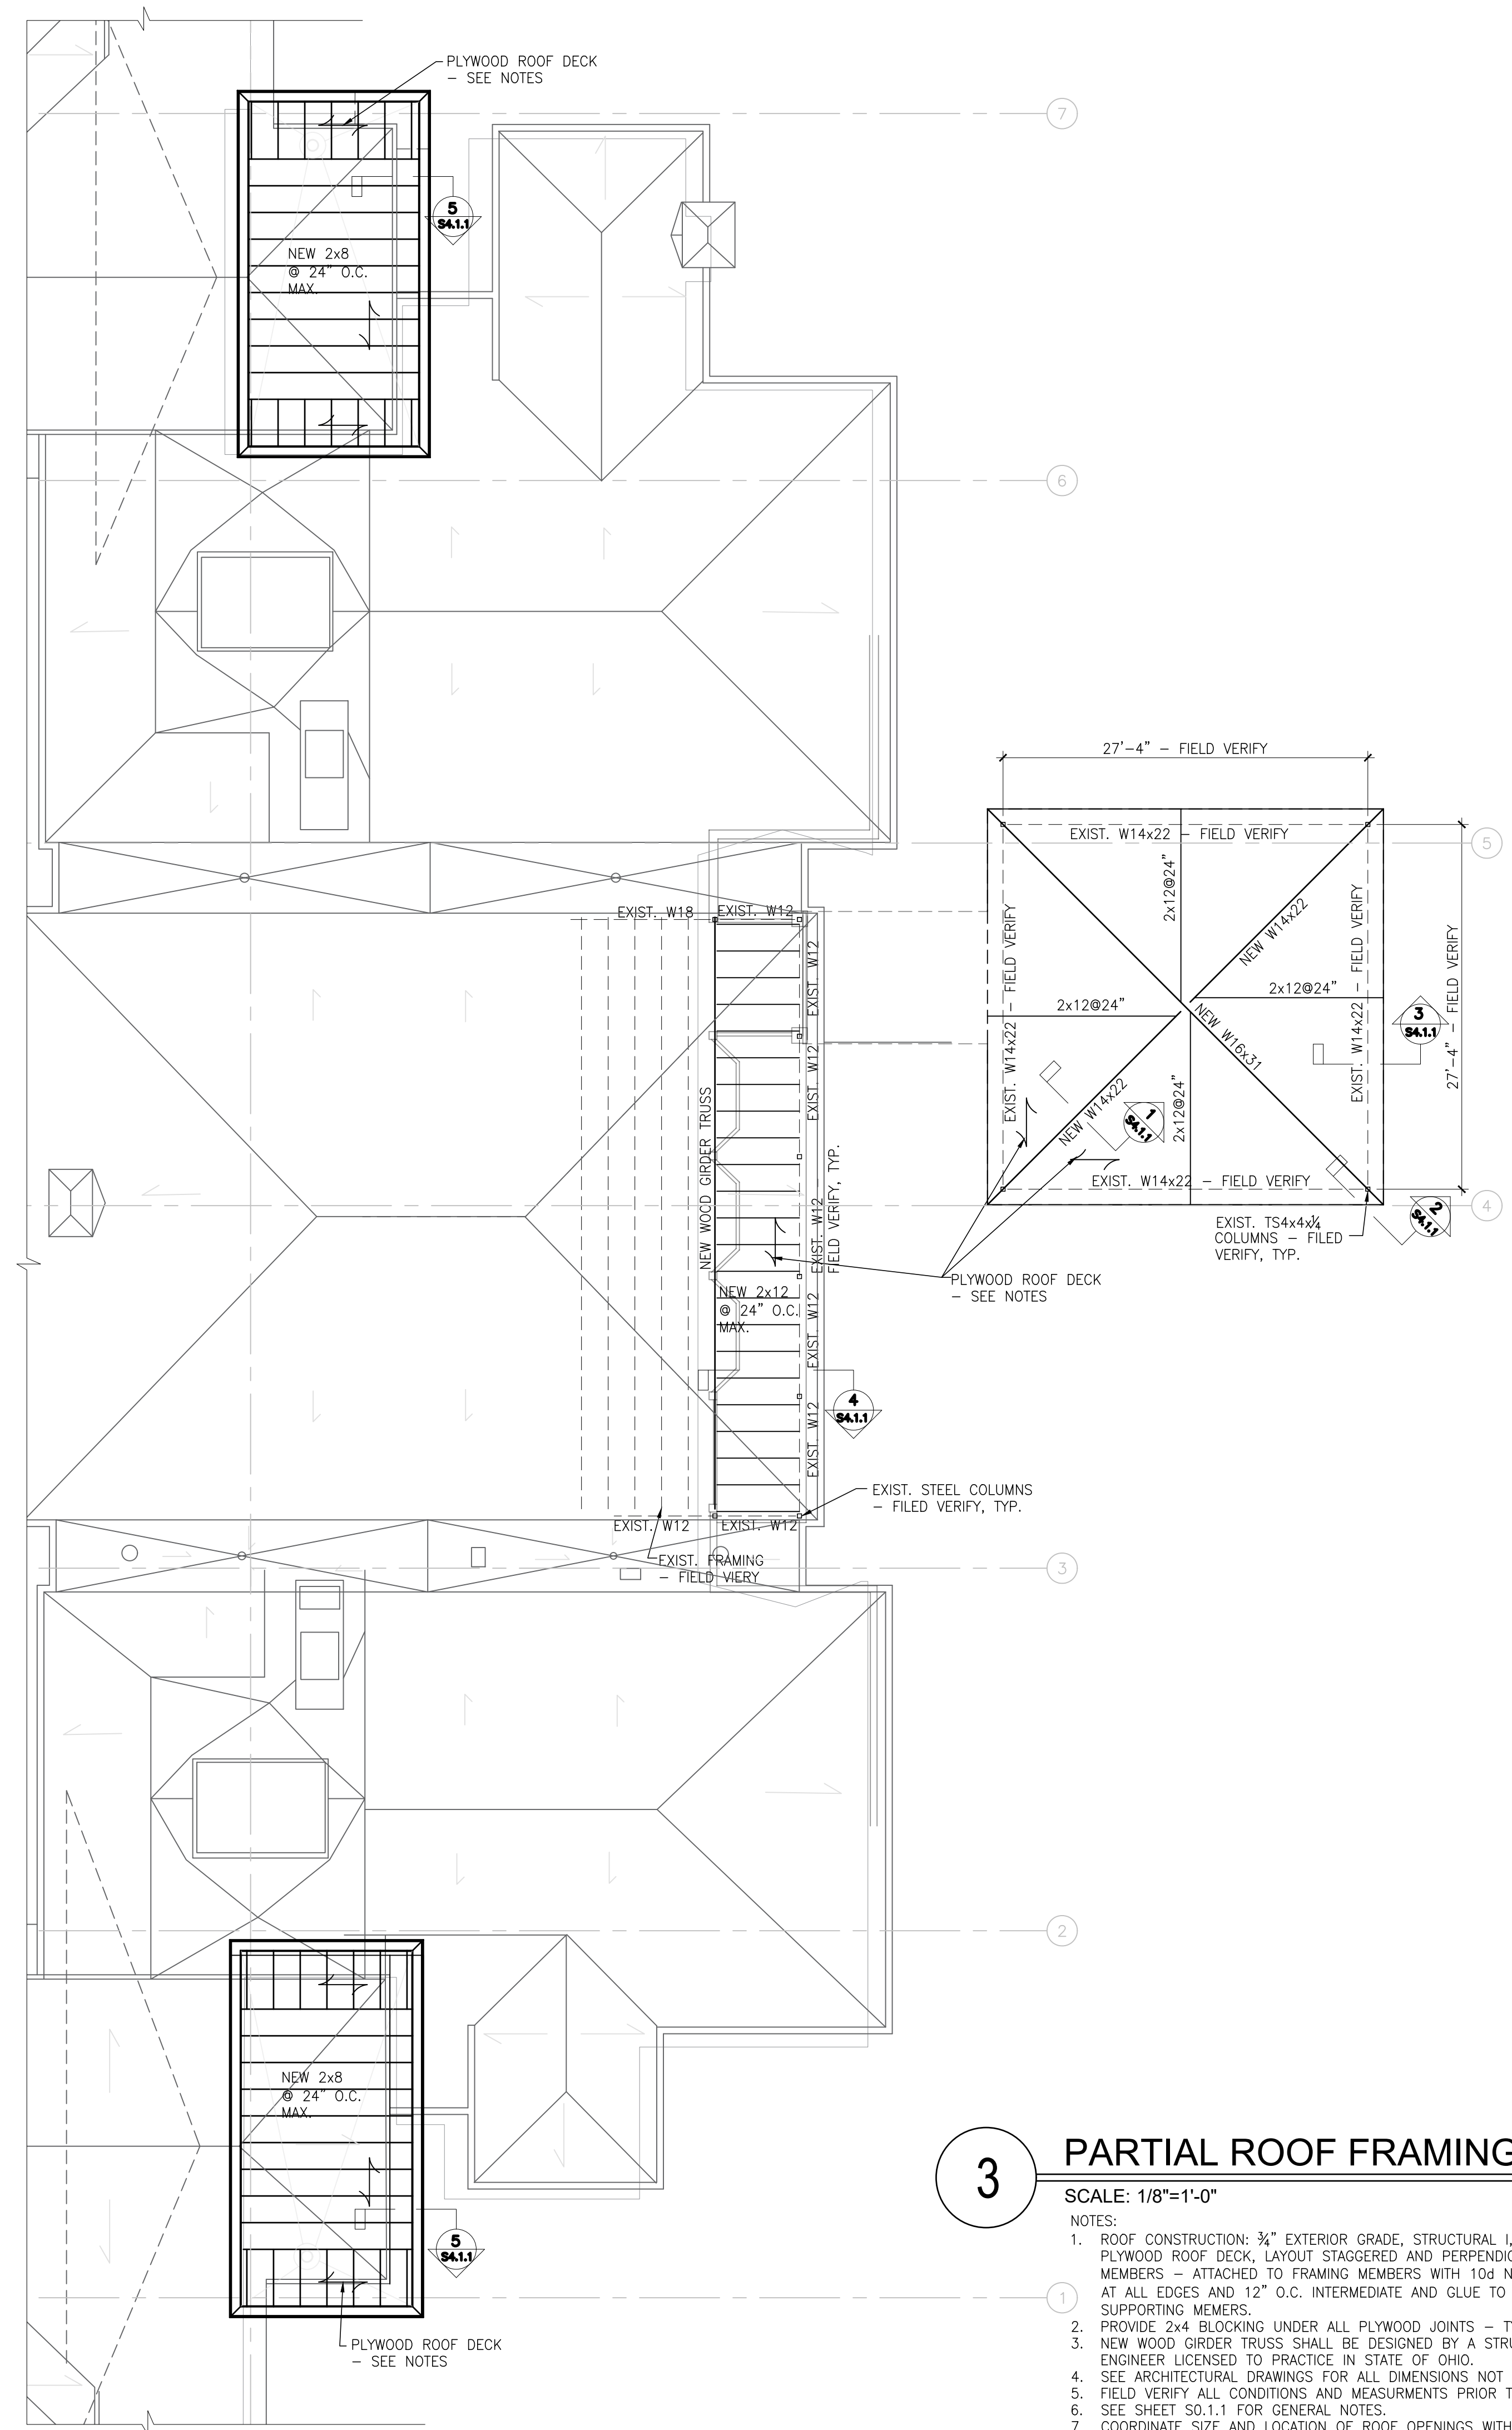 PLYWOOD ROOF DECK
– SEE NOTES
7
5
S4.1.1
NEW 2x8
@ 24" O.C.
MAX.
6
27'-4" – FIELD VERIFY
EXIST. W14x22 – FIELD VERIFY
5
2x12@24"
EXIST. W14x22 – FIELD VERIFY
NEW W14x22
EXIST. W14x22 – FIELD VERIFY
27'-4" – FIELD VERIFY
2x12@24"
2x12@24"
3
S4.1.1
NEW W16x31
NEW W14x22
1
S4.1.1
2x12@24"
EXIST. W14x22 – FIELD VERIFY
4
2
S4.1.1
EXIST. TS4x4x¼
COLUMNS – FILED
VERIFY, TYP.
EXIST. W18
EXIST. W12
EXIST. W12
EXIST. W12
NEW WOOD GIRDER TRUSS
EXIST. W12
FIELD VERIFY, TYP.
PLYWOOD ROOF DECK
– SEE NOTES
NEW 2x12
@ 24" O.C.
MAX.
EXIST. W12
EXIST. W12
4
S4.1.1
EXIST. STEEL COLUMNS
– FILED VERIFY, TYP.
EXIST. W12
EXIST. W12
EXIST. FRAMING
– FIELD VIERY
3
2
NEW 2x8
@ 24" O.C.
MAX.
5
S4.1.1
1
PLYWOOD ROOF DECK
– SEE NOTES
3
PARTIAL ROOF FRAMING
SCALE: 1/8"=1'-0"
NOTES:
1. ROOF CONSTRUCTION: ¾" EXTERIOR GRADE, STRUCTURAL I,
PLYWOOD ROOF DECK, LAYOUT STAGGERED AND
MEMBERS – ATTACHED TO FRAMING MEMBERS WITH 10d
AT ALL EDGES AND 12" O.C. INTERMEDIATE AND GLUE TO
SUPPORTING MEMERS.
2. PROVIDE 2x4 BLOCKING UNDER ALL PLYWOOD JOINTS –
3. NEW WOOD GIRDER TRUSS SHALL BE DESIGNED BY A
ENGINEER LICENSED TO PRACTICE IN STATE OF OHIO.
4. SEE ARCHITECTURAL DRAWINGS FOR ALL DIMENSIONS NOT
5. FIELD VERIFY ALL CONDITIONS AND MEASURMENTS PRIOR
6. SEE SHEET S0.1.1 FOR GENERAL NOTES.
7. COORDINATE SIZE AND LOCATION OF ROOF OPENINGS WITH